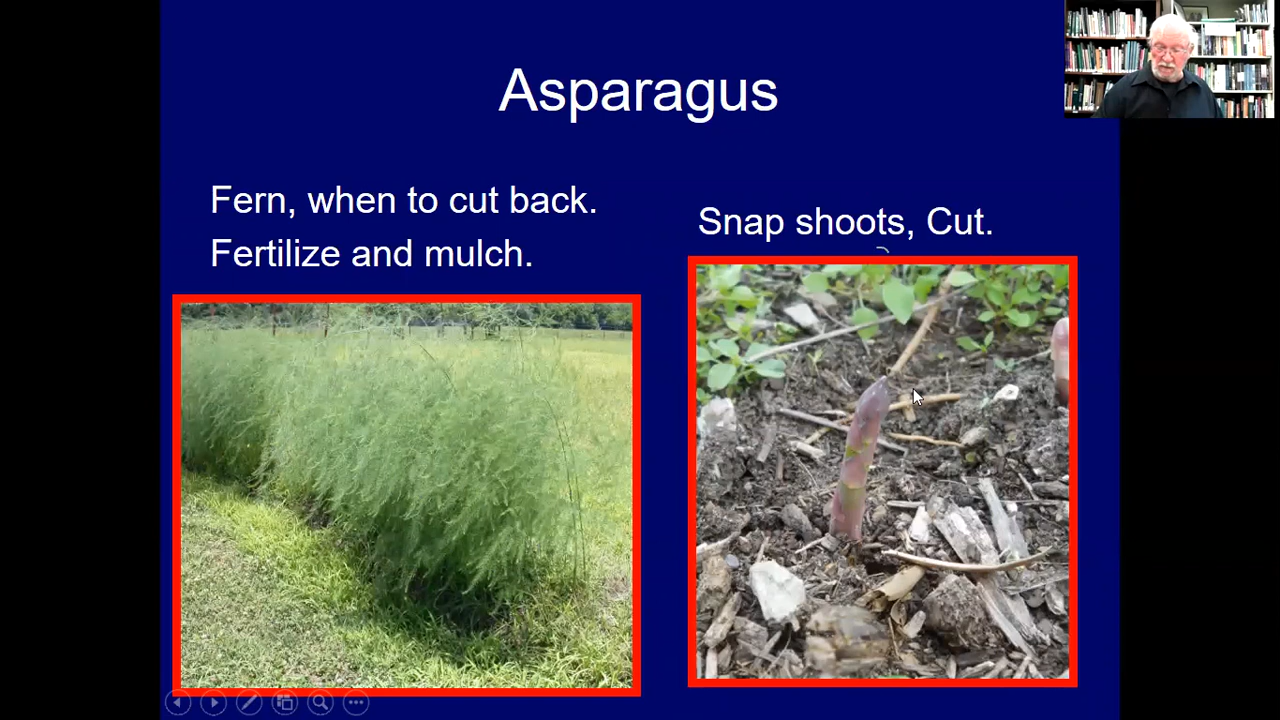 Asparagus
Fern, when to cut back.
Fertilize and mulch.
Snap shoots, Cut.